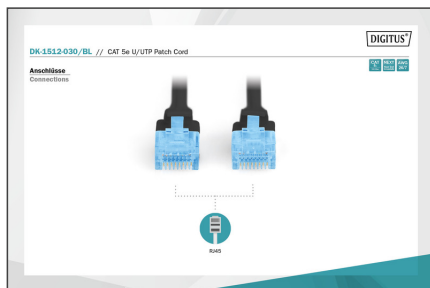 DIGITUS®
DK-1512-030/BL // CAT 5e U/UTP Patch Cord
Anschlüsse
Connections
RJ45